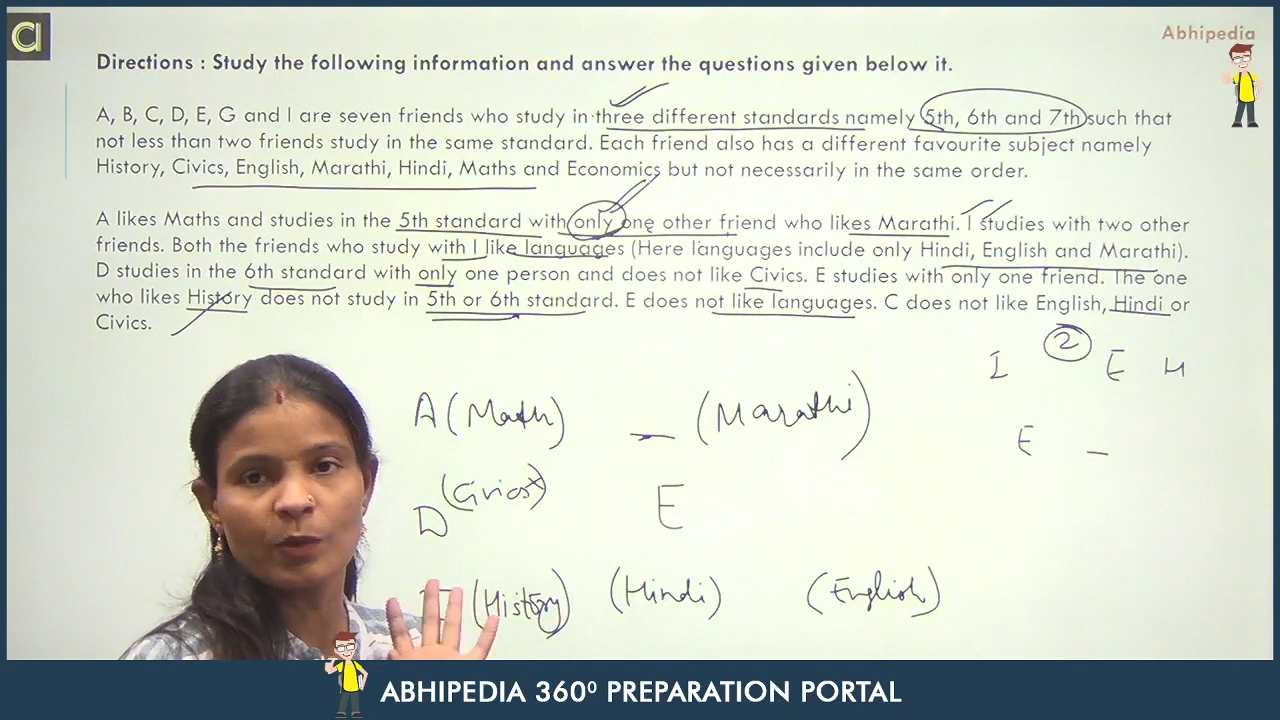 a
Abhipedia
Directions : Study the following information and answer the questions given below it.
A, B, C, D, E, G and I are seven friends who study in three different standards namely 5th, 6th and 7th such that
not less than two friends study in the same standard. Each friend also has a different favourite subject namely
History, Civics, English, Marathi, Hindi, Maths and Economics but not necessarily in the same order.
A likes Maths and studies in the 5th standard with only one other friend who likes Marathi. I studies with two other
friends. Both the friends who study with I like languages (Here languages include only Hindi, English and Marathi).
D studies in the 6th standard with only one person and does not like Civics. E studies with only one friend. The one
who likes History does not study in 5th or 6th standard. E does not like languages. C does not like English, Hindi or
Civics.
I 2 E H
A (Math) _ (Marathi)
E _
D (Civics x) E
I (History) (Hindi) (English)
ABHIPEDIA 360⁰ PREPARATION PORTAL